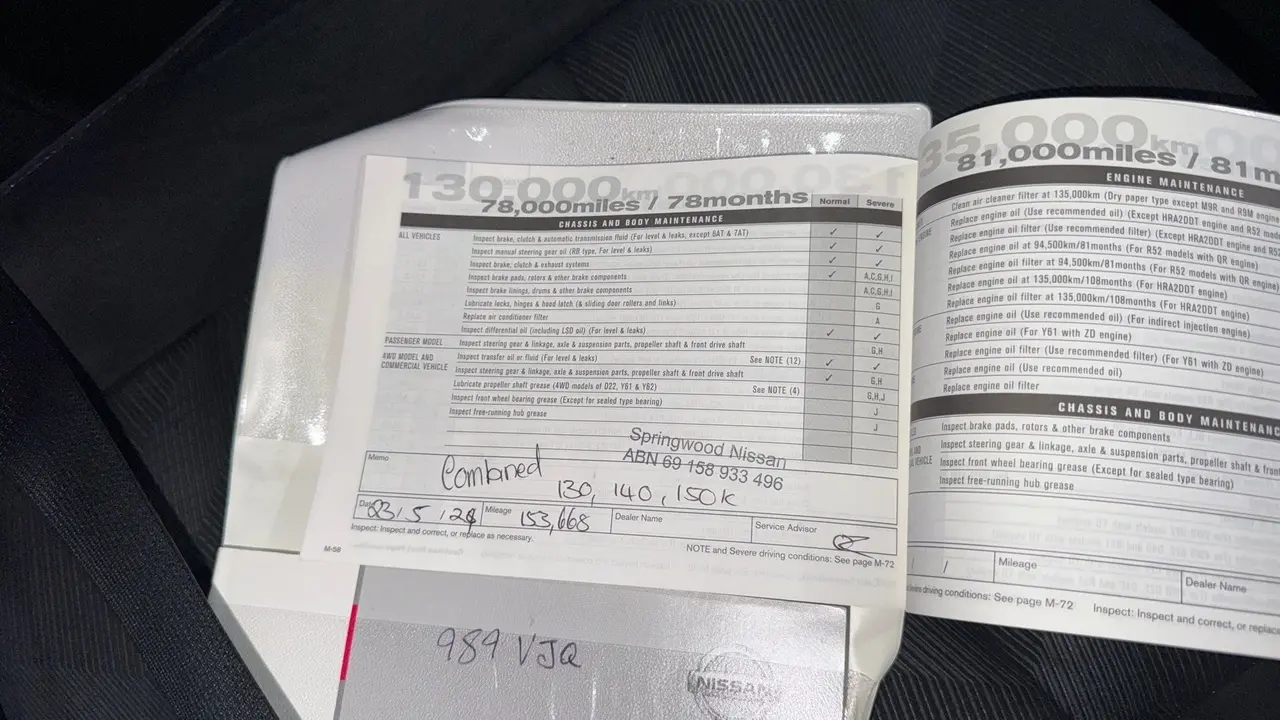 130,000km
78,000miles / 78months
Normal Severe
CHASSIS AND BODY MAINTENANCE
ALL VEHICLES
Inspect brake, clutch & automatic transmission fluid (For level & leaks, except 8AT & 7AT) ✓ ✓
Inspect manual steering gear oil (RB type, For level & leaks) ✓ ✓
Inspect brake, clutch & exhaust systems ✓ ✓
Inspect brake pads, rotors & other brake components ✓ A,C,G,H,I
Inspect brake linings, drums & other brake components A,C,G,H,I
Lubricate locks, hinges & hood latch (& sliding door rollers and links) G
Replace air conditioner filter A
Inspect differential oil (including LSD oil) (For level & leaks) ✓ ✓
PASSENGER MODEL Inspect steering gear & linkage, axle & suspension parts, propeller shaft & front drive shaft G,H
4WD MODEL AND
COMMERCIAL VEHICLE
Inspect transfer oil or fluid (For level & leaks) See NOTE (12) ✓ ✓
Inspect steering gear & linkage, axle & suspension parts, propeller shaft & front drive shaft ✓ G,H
Lubricate propeller shaft grease (4WD models of D22, Y61 & Y62) See NOTE (4) G,H,J
Inspect front wheel bearing grease (Except for sealed type bearing) J
Inspect free-running hub grease J
Springwood Nissan
ABN 69 158 933 496
Memo
Combined
130, 140, 150k
Date Mileage 153,668 Dealer Name Service Advisor
Inspect: Inspect and correct, or replace as necessary.
NOTE and Severe driving conditions: See page M-72
M-58
989 VJQ
NISSAN
35,000km
81,000miles / 81m
ENGINE MAINTENANCE
Clean air cleaner filter at 135,000km (Dry paper type except M9R and R9M engin
Replace engine oil (Use recommended oil) (Except HRA2DDT engine and R52 mode
Replace engine oil filter (Use recommended filter) (Except HRA2DDT engine and R5
Replace engine oil at 94,500km/81months (For R52 models with QR engine)
Replace engine oil filter at 94,500km/81months (For R52 models with QR engine)
Replace engine oil at 135,000km/108months (For HRA2DDT engine)
Replace engine oil filter at 135,000km/108months (For HRA2DDT engine)
Replace engine oil (Use recommended oil) (For indirect injection engine)
Replace engine oil (For Y61 with ZD engine)
Replace engine oil filter (Use recommended filter) (For Y61 with ZD engine)
Replace engine oil (Use recommended oil)
Replace engine oil filter
CHASSIS AND BODY MAINTENANC
Inspect brake pads, rotors & other brake components
Inspect steering gear & linkage, axle & suspension parts, propeller shaft & fron
Inspect front wheel bearing grease (Except for sealed type bearing)
Inspect free-running hub grease
/ Mileage Dealer Name
driving conditions: See page M-72 Inspect: Inspect and correct, or replac